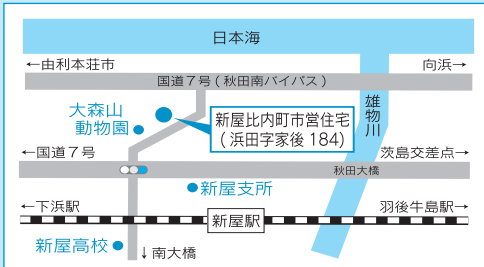 日本海
←由利本荘市
向浜→
国道７号（秋田南バイパス）
大森山
動物園
新屋比内町市営住宅
（浜田字家後 184）
雄物川
←国道７号
茨島交差点→
秋田大橋
新屋支所
←下浜駅
新屋駅
羽後牛島駅→
新屋高校
↓南大橋